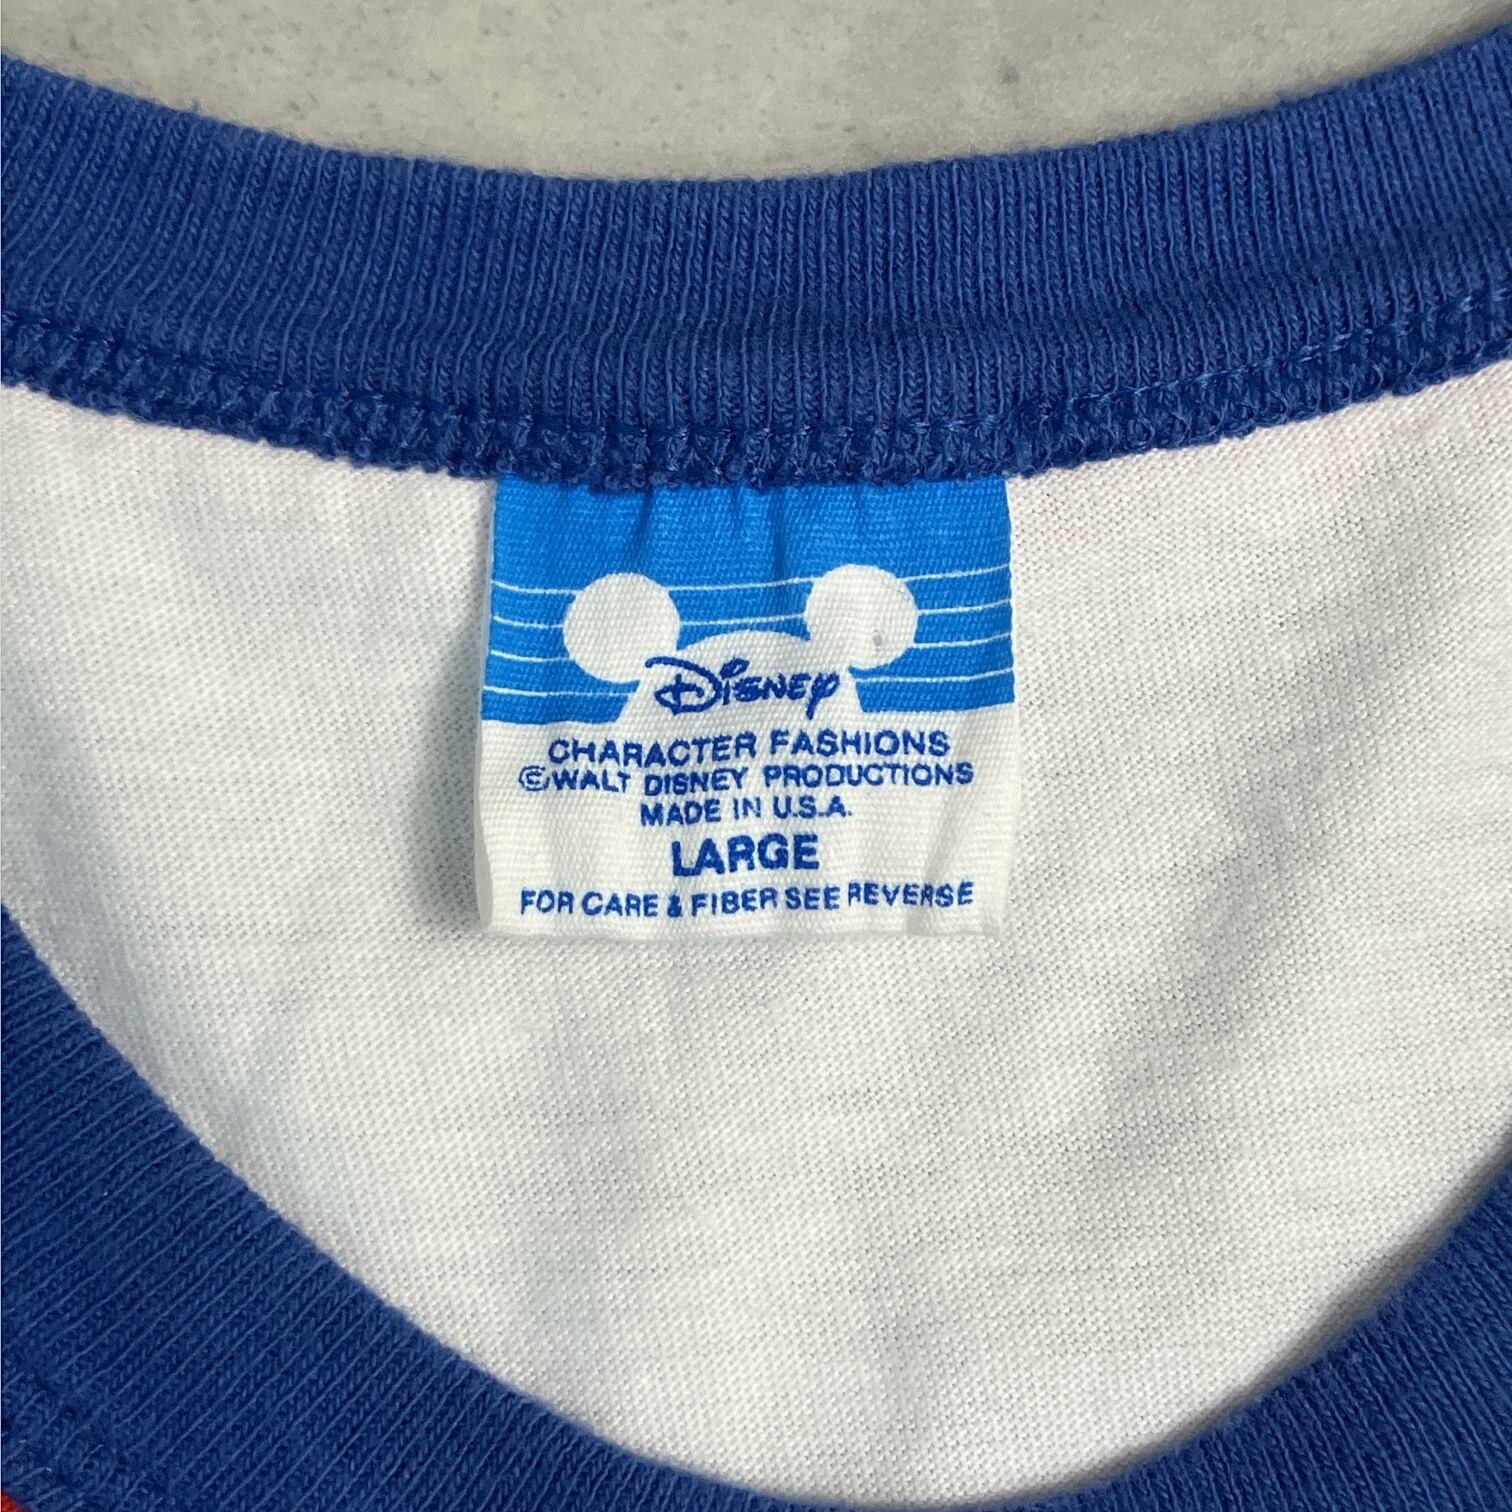 Disney
CHARACTER FASHIONS
©WALT DISNEY PRODUCTIONS
MADE IN U.S.A.
LARGE
FOR CARE & FIBER SEE REVERSE